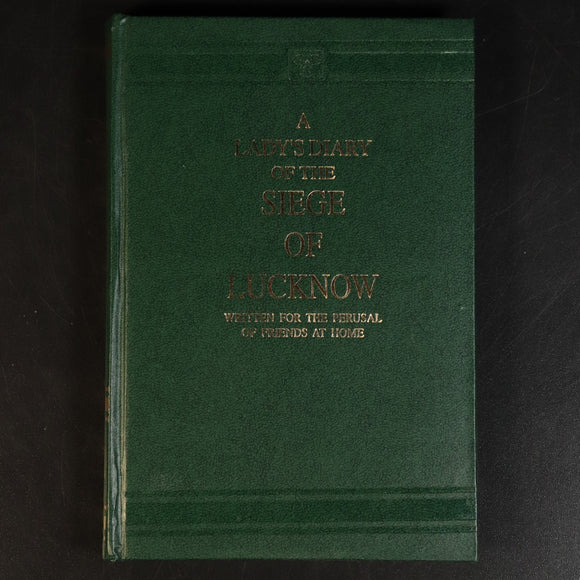 A
LADY'S DIARY
OF THE
SIEGE
OF
LUCKNOW
WRITTEN FOR THE PERUSAL
OF FRIENDS AT HOME